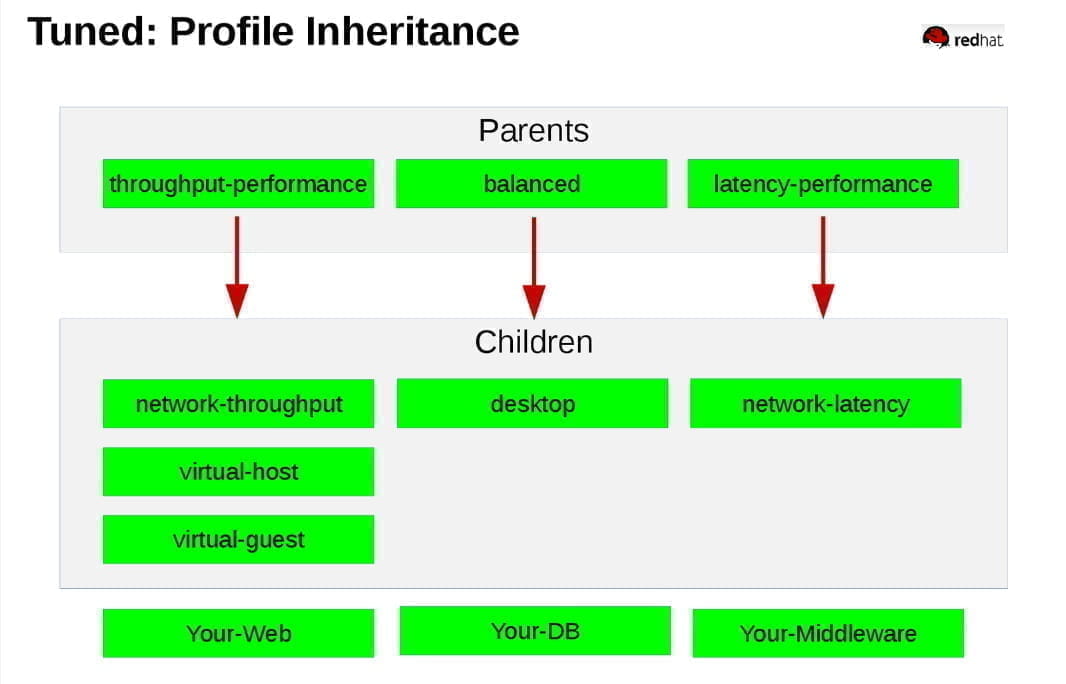 Tuned: Profile Inheritance
redhat.
Parents
throughput-performance
balanced
latency-performance
Children
network-throughput
desktop
network-latency
virtual-host
virtual-guest
Your-Web
Your-DB
Your-Middleware